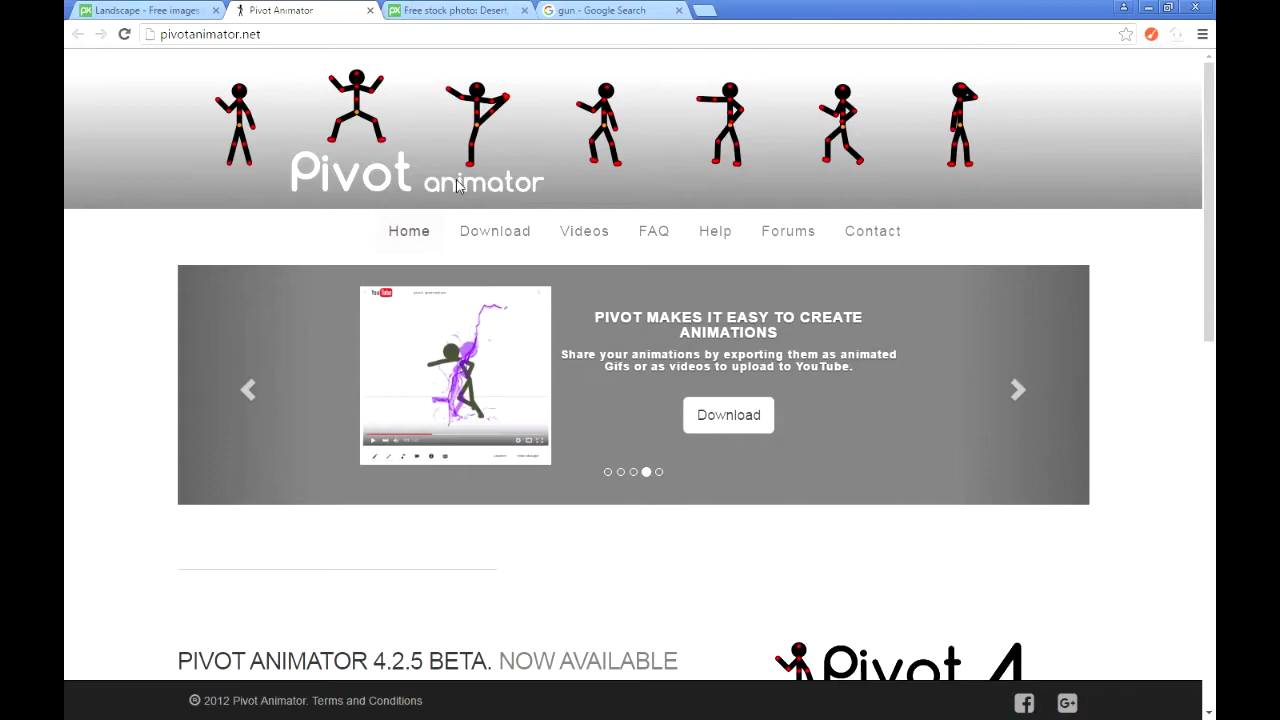 Landscape - Free images
Pivot Animator
Free stock photo: Desert,
gun - Google Search
pivotanimator.net
Pivot animator
Home Download Videos FAQ Help Forums Contact
YouTube
PIVOT MAKES IT EASY TO CREATE
ANIMATIONS
Share your animations by exporting them as animated
Gifs or as videos to upload to YouTube.
Download
PIVOT ANIMATOR 4.2.5 BETA. NOW AVAILABLE
Pivot 4
© 2012 Pivot Animator. Terms and Conditions